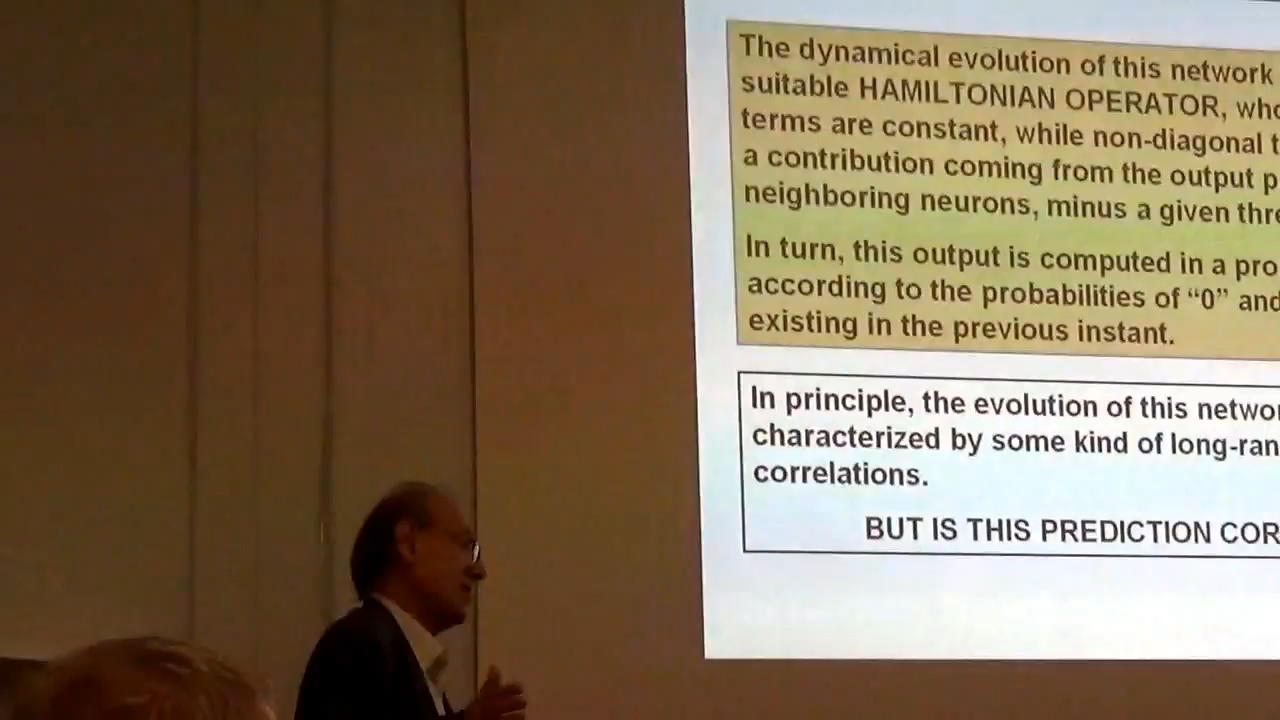 The dynamical evolution of this network
suitable HAMILTONIAN OPERATOR, who
terms are constant, while non-diagonal t
a contribution coming from the output p
neighboring neurons, minus a given thre
In turn, this output is computed in a pro
according to the probabilities of “0” and
existing in the previous instant.
In principle, the evolution of this networ
characterized by some kind of long-ran
correlations.
BUT IS THIS PREDICTION COR